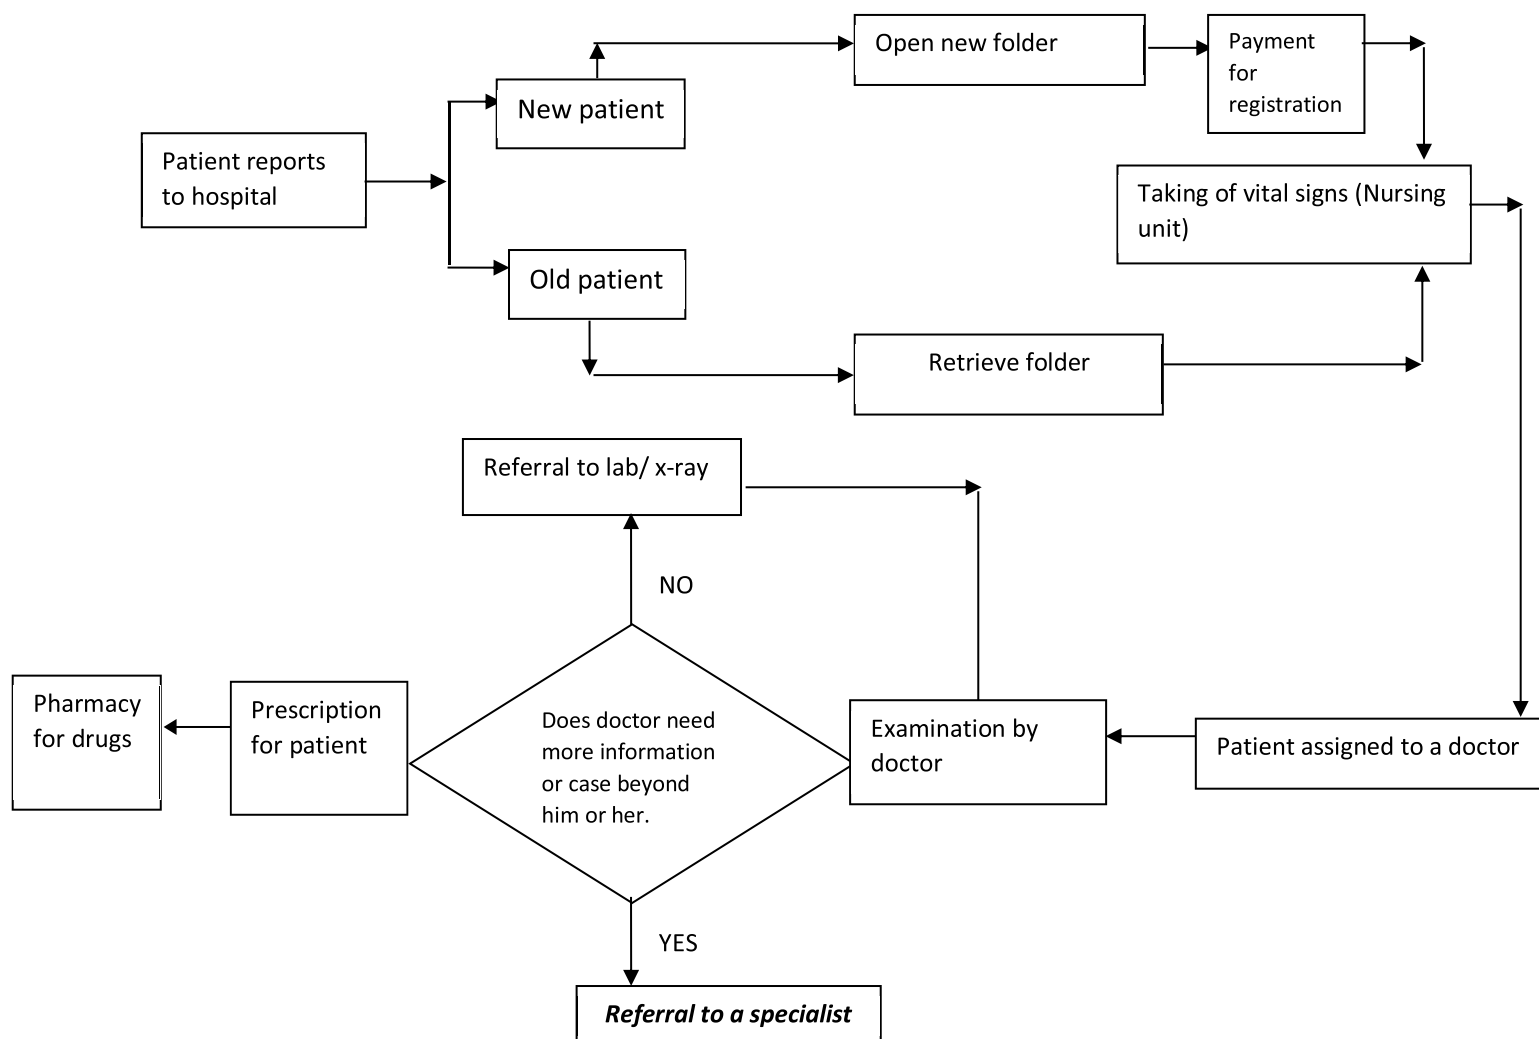 Open new folder
Payment
for
registration
New patient
Patient reports
to hospital
Taking of vital signs (Nursing
unit)
Old patient
Retrieve folder
Referral to lab/ x-ray
NO
Pharmacy
for drugs
Prescription
for patient
Does doctor need
more information
or case beyond
him or her.
Examination by
doctor
Patient assigned to a doctor
YES
Referral to a specialist